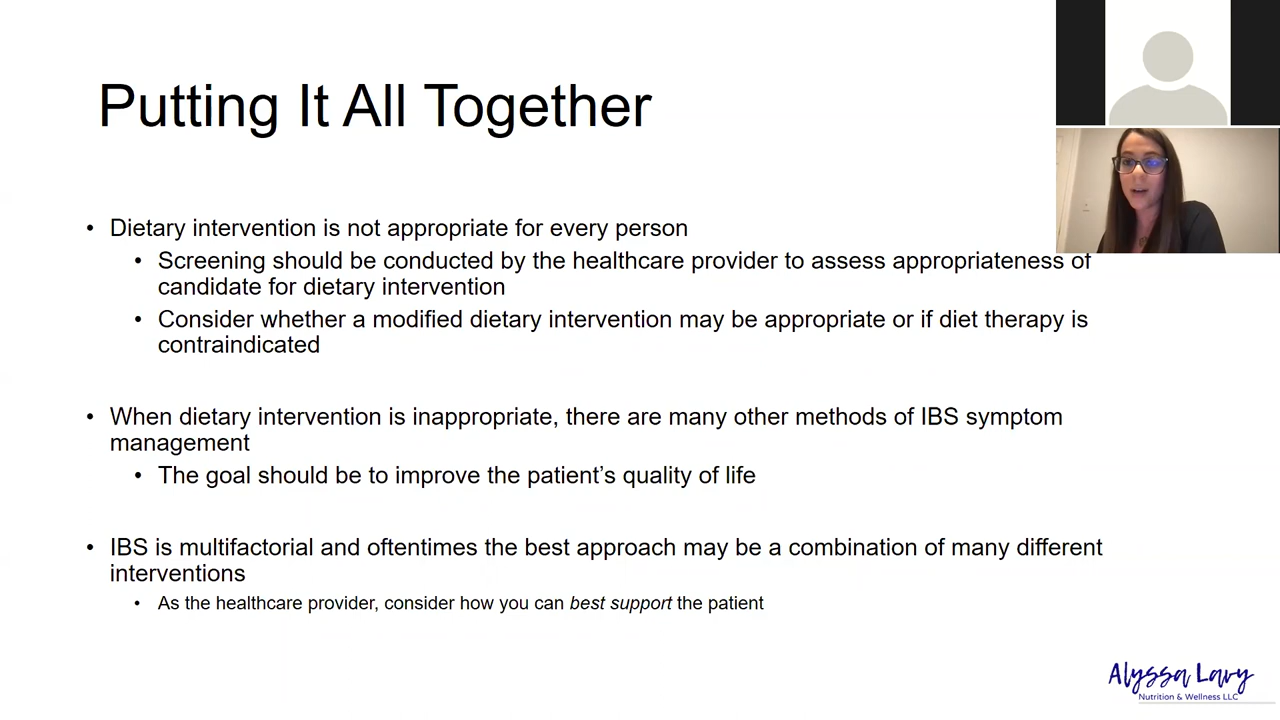 Putting It All Together
• Dietary intervention is not appropriate for every person
• Screening should be conducted by the healthcare provider to assess appropriateness of
candidate for dietary intervention
• Consider whether a modified dietary intervention may be appropriate or if diet therapy is
contraindicated
• When dietary intervention is inappropriate, there are many other methods of IBS symptom
management
• The goal should be to improve the patient’s quality of life
• IBS is multifactorial and oftentimes the best approach may be a combination of many different
interventions
• As the healthcare provider, consider how you can best support the patient
Alyssa Lavy
Nutrition & Wellness LLC